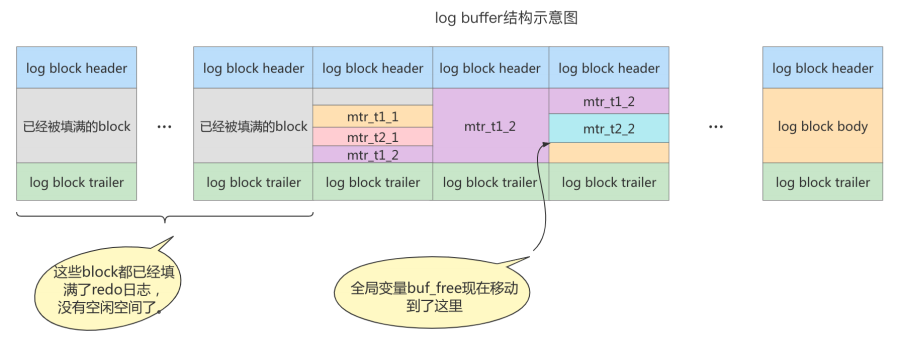 log buffer结构示意图
log block header
log block header
log block header
log block header
log block header
log block header
已经被填满的block
...
已经被填满的block
mtr_t1_1
mtr_t2_1
mtr_t1_2
mtr_t1_2
mtr_t1_2
mtr_t2_2
...
log block body
log block trailer
log block trailer
log block trailer
log block trailer
log block trailer
log block trailer
这些block都已经填
满了redo日志，
没有空闲空间了。
全局变量buf_free现在移动
到了这里